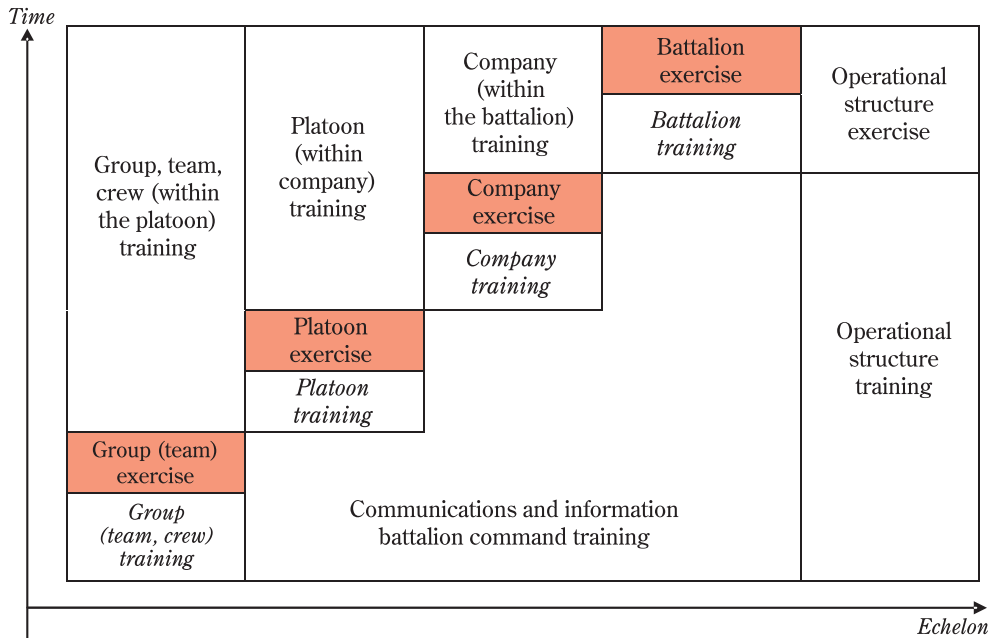 Time
Group, team,
crew (within
the platoon)
training
Group (team)
exercise
Group
(team, crew)
training
Platoon
(within
company)
training
Platoon
exercise
Platoon
training
Company
(within
the battalion)
training
Company
exercise
Company
training
Battalion
exercise
Battalion
training
Operational
structure
exercise
Operational
structure
training
Communications and information
battalion command training
Echelon